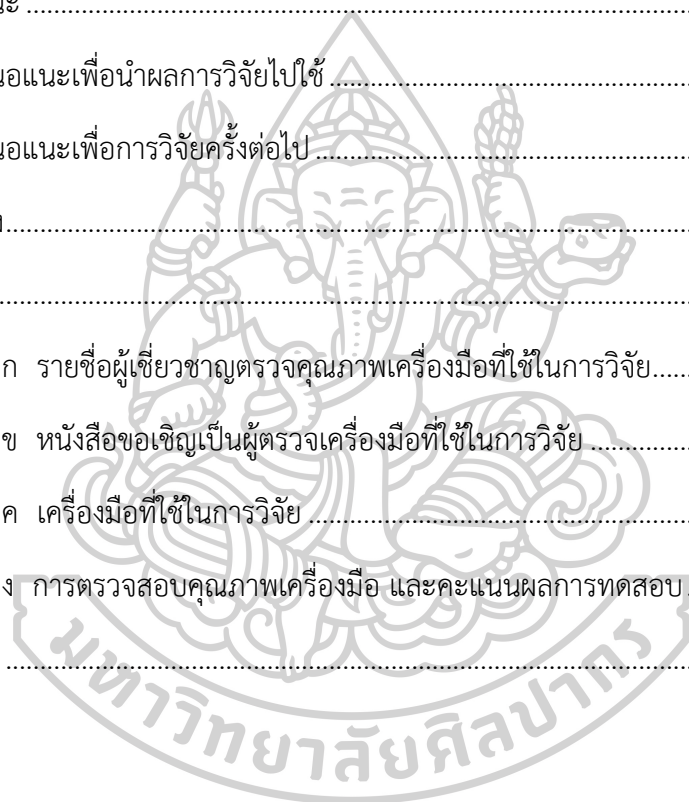 นอแนะเพื่อนำผลการวิจัยไปใช้
นอแนะเพื่อการวิจัยครั้งต่อไป
ก รายชื่อผู้เชี่ยวชาญตรวจคุณภาพเครื่องมือที่ใช้ในการวิจัย
ข หนังสือขอเชิญเป็นผู้ตรวจเครื่องมือที่ใช้ในการวิจัย
ค เครื่องมือที่ใช้ในการวิจัย
ง การตรวจสอบคุณภาพเครื่องมือ และคะแนนผลการทดสอบ
มหาวิทยาลัยศิลปากร